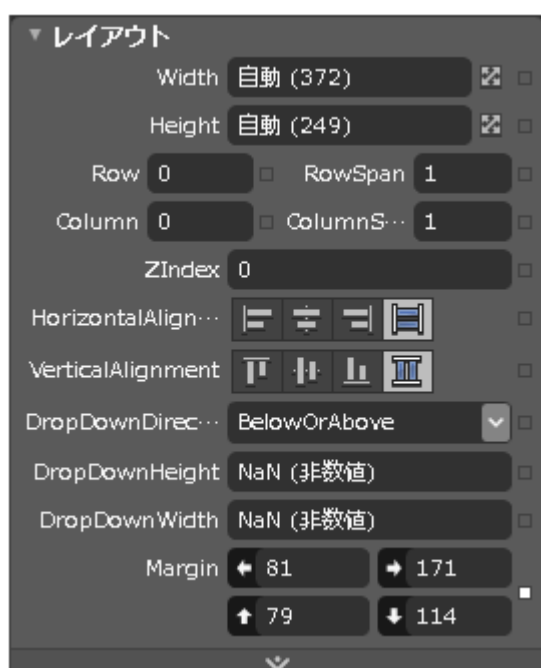 レイアウト
Width 自動 (372)
Height 自動 (249)
Row 0 RowSpan 1
Column 0 ColumnS… 1
ZIndex 0
HorizontalAlign…
VerticalAlignment
DropDownDirec… BelowOrAbove
DropDownHeight NaN (非数値)
DropDownWidth NaN (非数値)
Margin 81 171
79 114